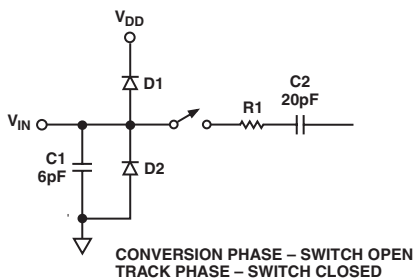 VDD
D1
C2
20pF
R1
VIN
C1
6pF
D2
CONVERSION PHASE – SWITCH OPEN
TRACK PHASE – SWITCH CLOSED